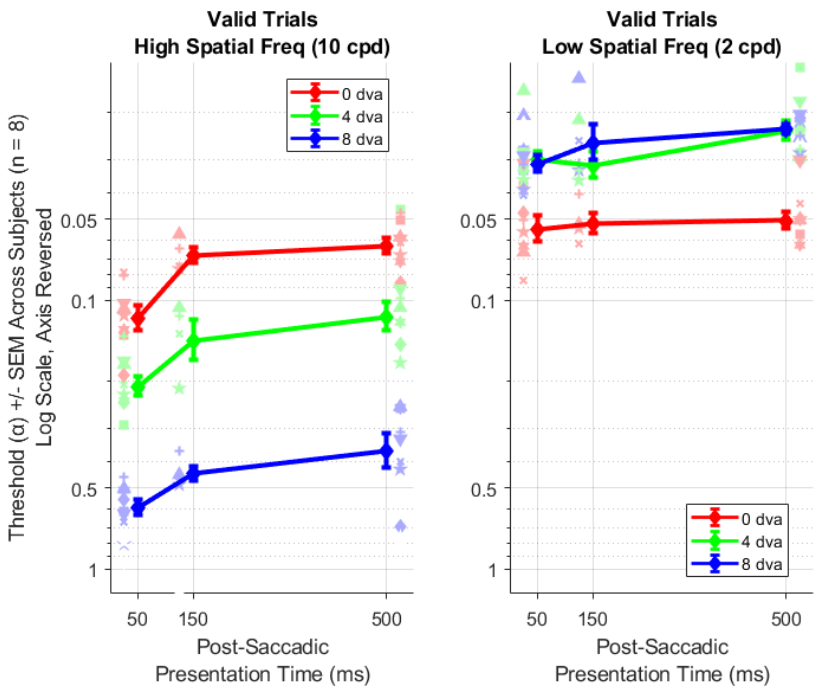 Valid Trials
High Spatial Freq (10 cpd)
Valid Trials
Low Spatial Freq (2 cpd)
Threshold (α) +/- SEM Across Subjects (n = 8)
Log Scale, Axis Reversed
0.05
0.1
0.5
1
0 dva
4 dva
8 dva
50
150
500
Post-Saccadic
Presentation Time (ms)
0.05
0.1
0.5
1
0 dva
4 dva
8 dva
50
150
500
Post-Saccadic
Presentation Time (ms)